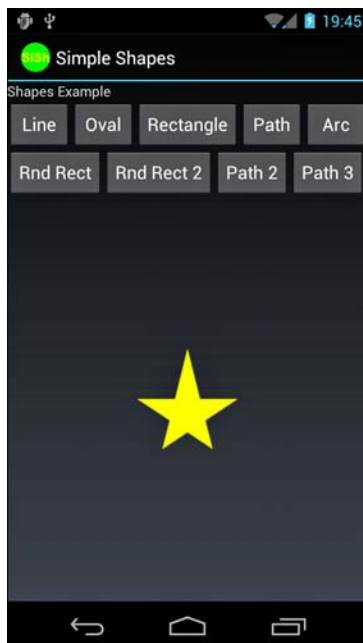 19:45
SiSh Simple Shapes
Shapes Example
Line Oval Rectangle Path Arc
Rnd Rect Rnd Rect 2 Path 2 Path 3